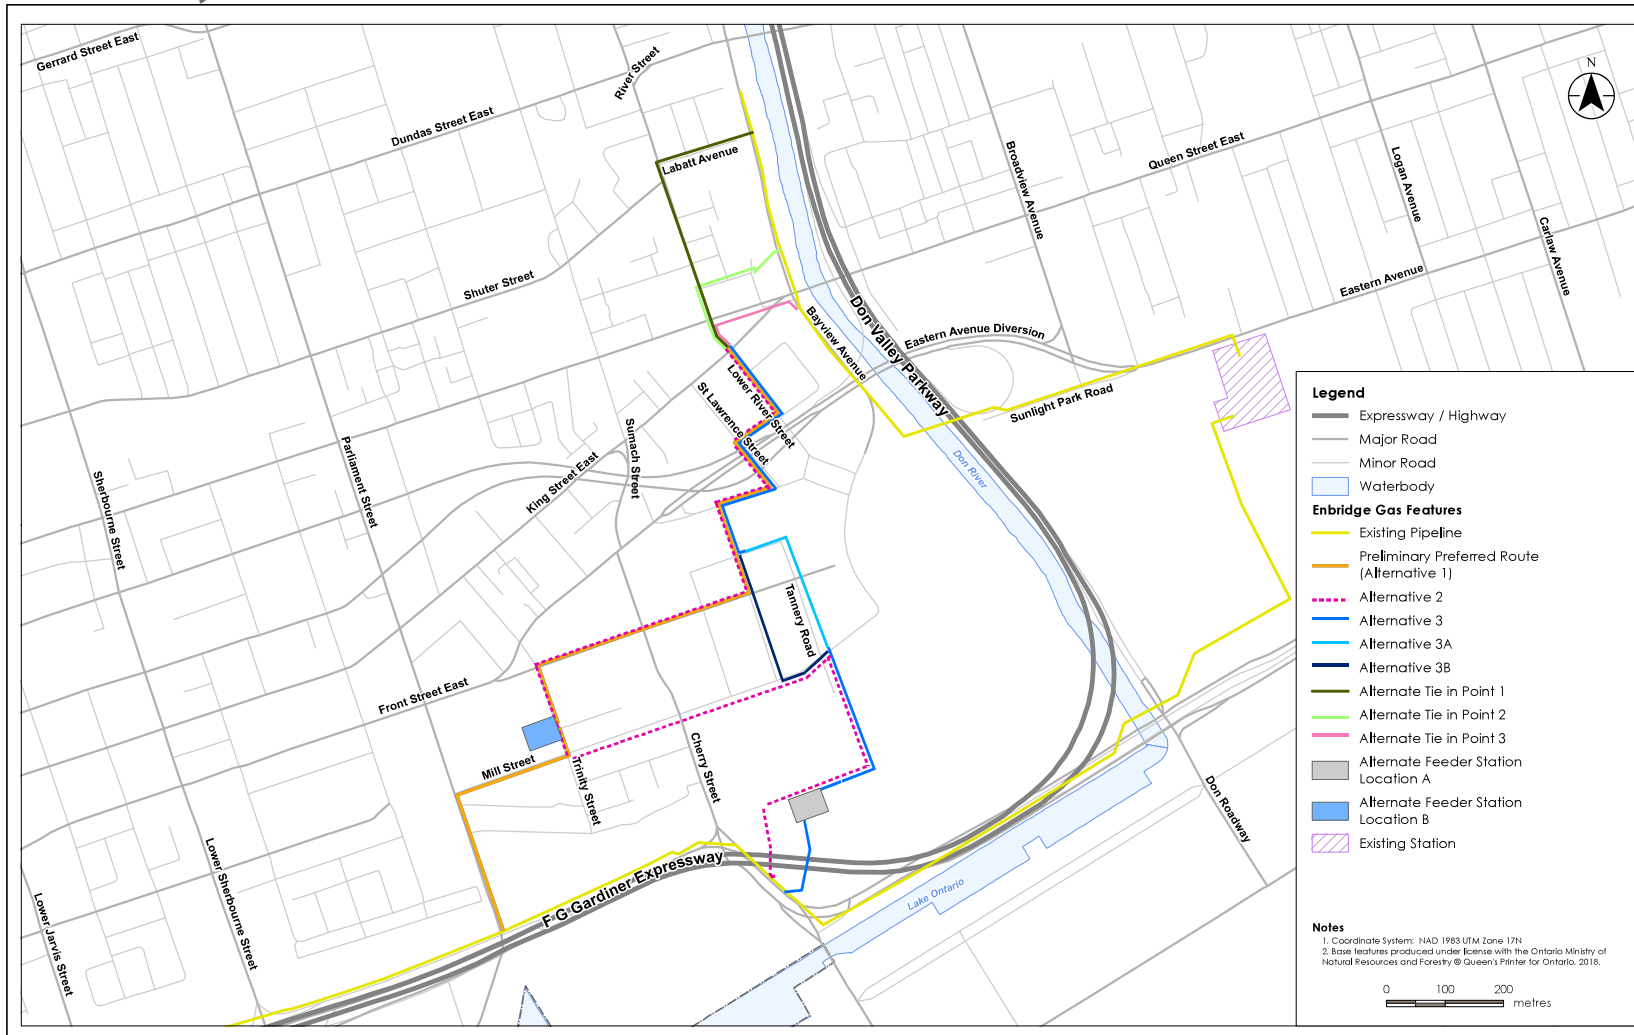 Gerrard Street East
River Street
Dundas Street East
Labatt Avenue
Queen Street East
Broadview Avenue
Logan Avenue
Carlaw Avenue
Eastern Avenue
Shuter Street
Bayview Avenue
Don Valley Parkway
Eastern Avenue Diversion
Sunlight Park Road
Lower River Street
St Lawrence Street
Don River
Sherbourne Street
Parliament Street
King Street East
Sumach Street
Tannery Road
Front Street East
Mill Street
Trinity Street
Cherry Street
Don Roadway
F G Gardiner Expressway
Lake Ontario
Lower Sherbourne Street
Lower Jarvis Street
N
Legend
Expressway / Highway
Major Road
Minor Road
Waterbody
Enbridge Gas Features
Existing Pipeline
Preliminary Preferred Route
(Alternative 1)
Alternative 2
Alternative 3
Alternative 3A
Alternative 3B
Alternate Tie in Point 1
Alternate Tie in Point 2
Alternate Tie in Point 3
Alternate Feeder Station
Location A
Alternate Feeder Station
Location B
Existing Station
Notes
1. Coordinate System: NAD 1983 UTM Zone 17N
2. Base features produced under license with the Ontario Ministry of
Natural Resources and Forestry © Queen's Printer for Ontario, 2018.
0 100 200
metres